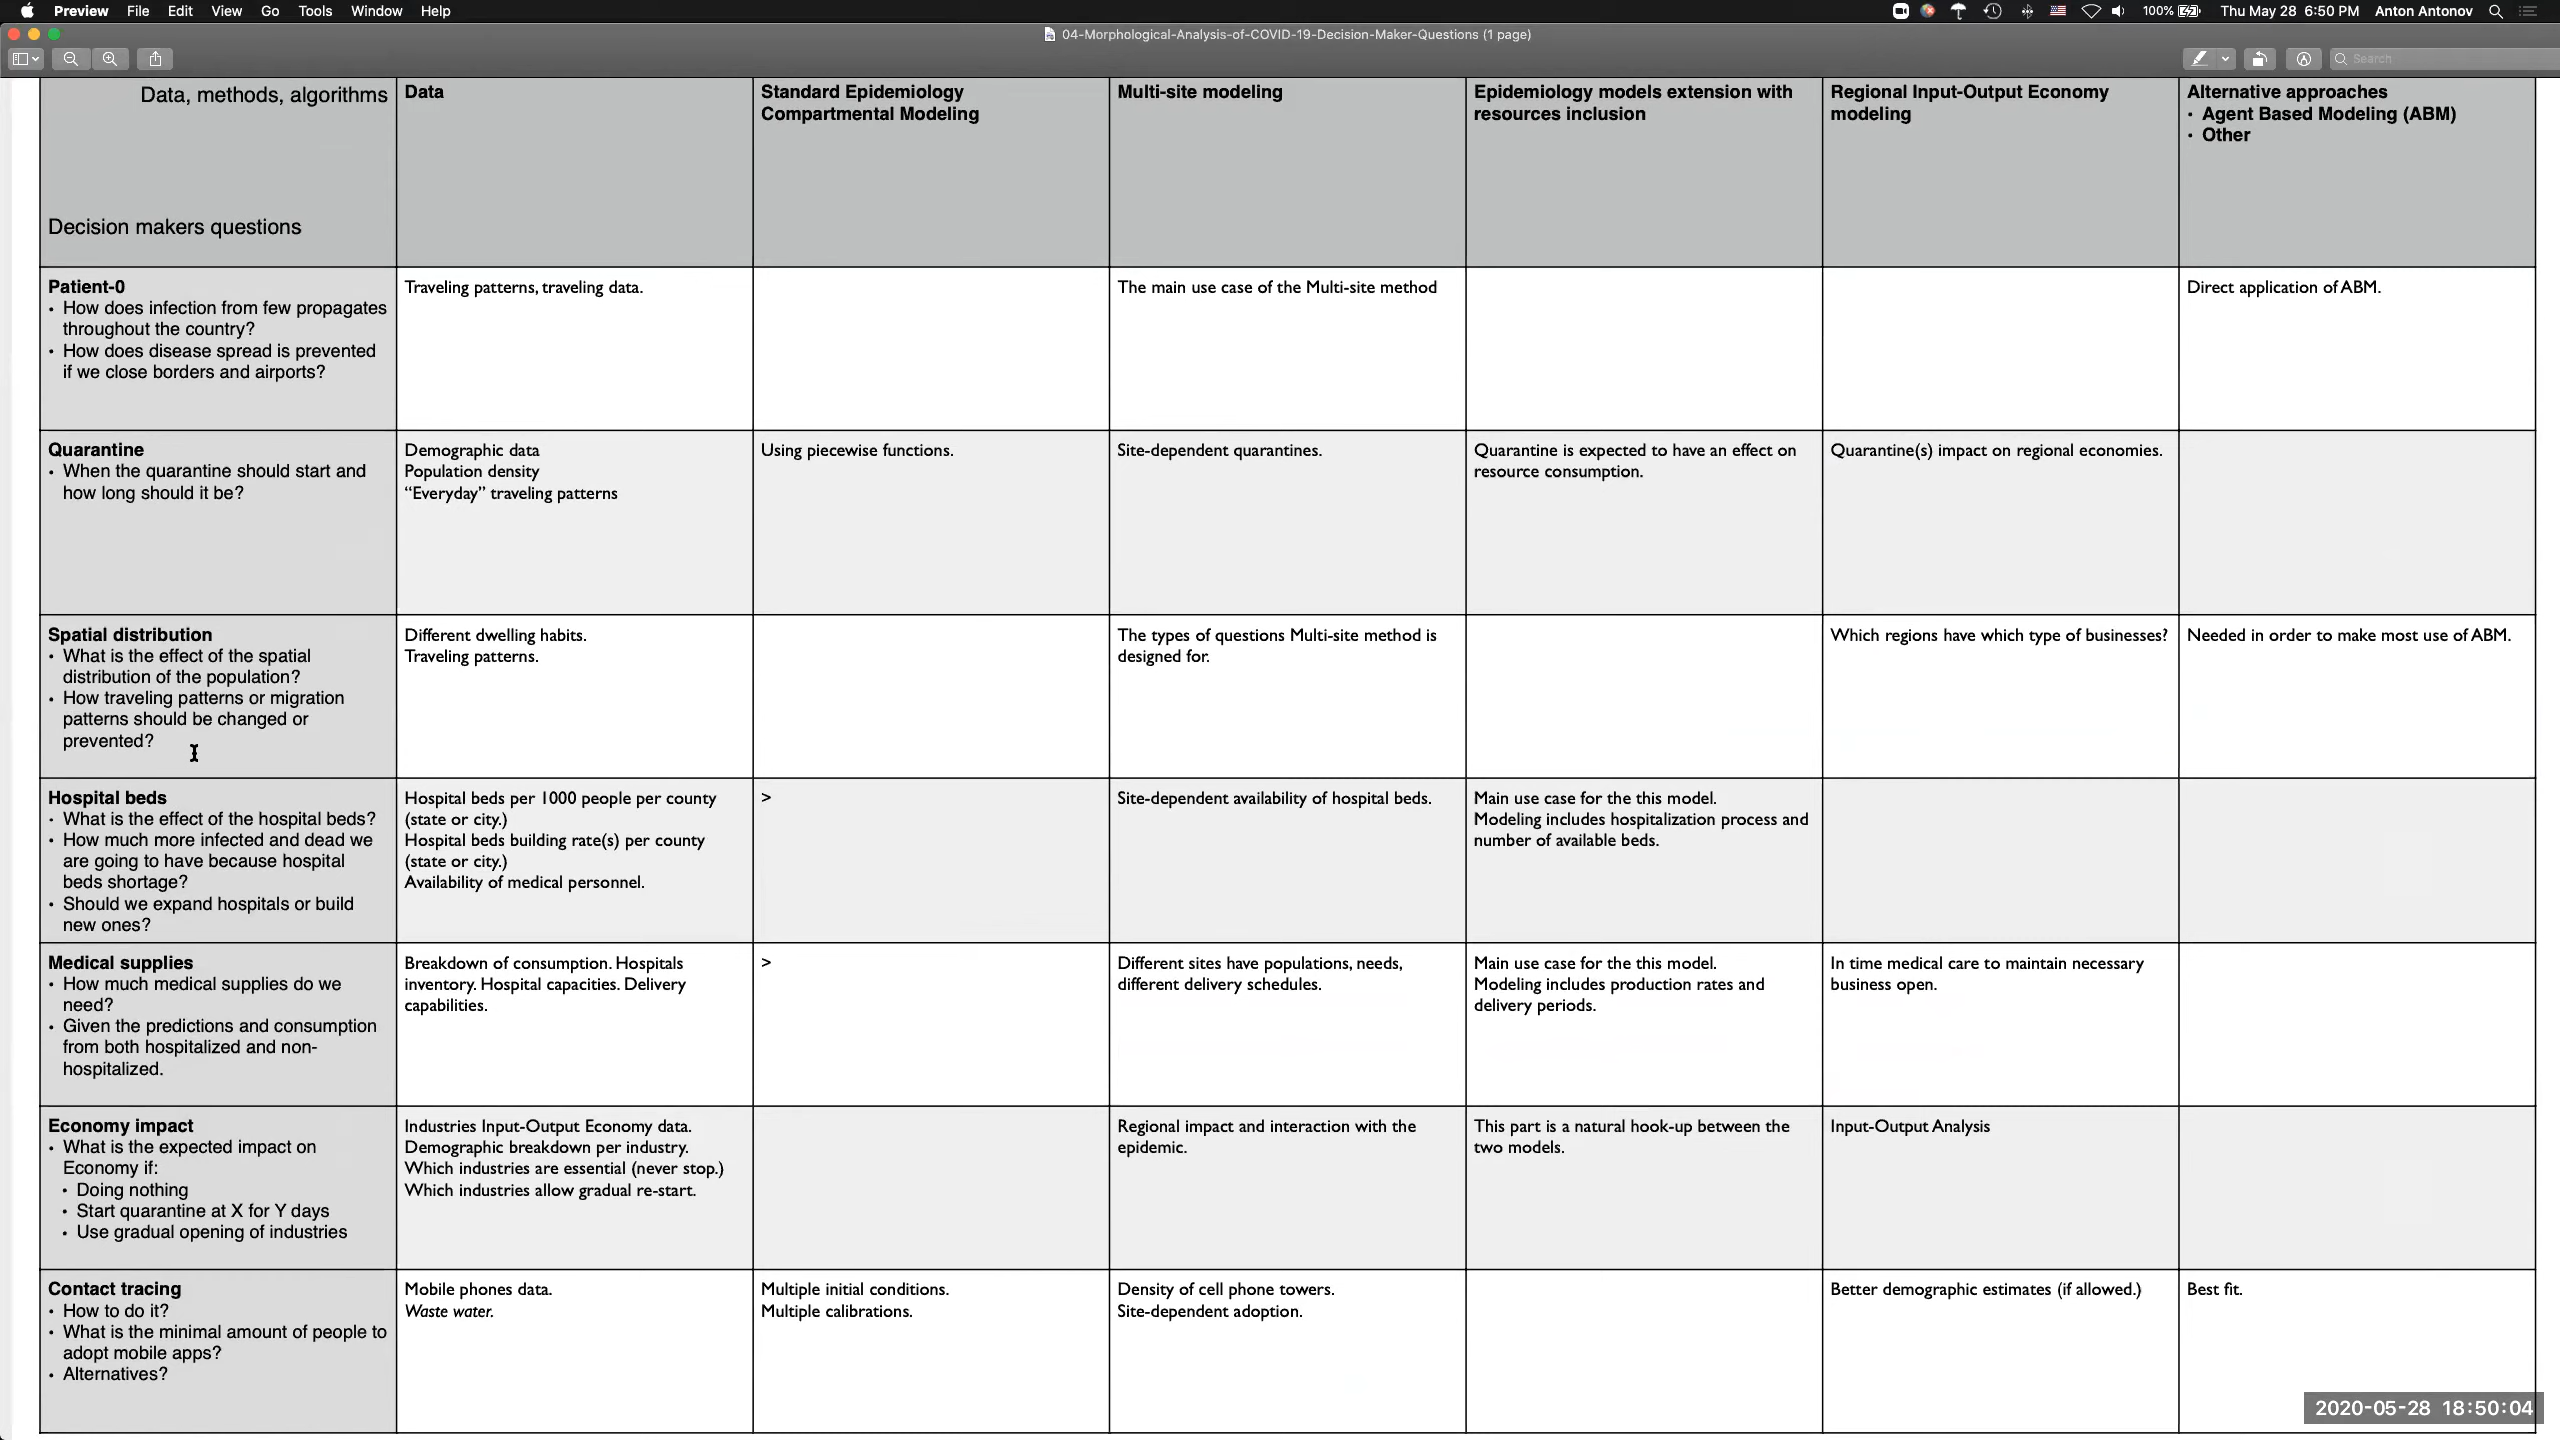 Preview File Edit View Go Tools Window Help
100% Thu May 28 6:50 PM Anton Antonov
04-Morphological-Analysis-of-COVID-19-Decision-Maker-Questions (1 page)
Search
Data, methods, algorithms
Decision makers questions
Data
Standard Epidemiology
Compartmental Modeling
Multi-site modeling
Epidemiology models extension with
resources inclusion
Regional Input-Output Economy
modeling
Alternative approaches
• Agent Based Modeling (ABM)
• Other
Patient-0
• How does infection from few propagates
throughout the country?
• How does disease spread is prevented
if we close borders and airports?
Traveling patterns, traveling data.
The main use case of the Multi-site method
Direct application of ABM.
Quarantine
• When the quarantine should start and
how long should it be?
Demographic data
Population density
“Everyday” traveling patterns
Using piecewise functions.
Site-dependent quarantines.
Quarantine is expected to have an effect on
resource consumption.
Quarantine(s) impact on regional economies.
Spatial distribution
• What is the effect of the spatial
distribution of the population?
• How traveling patterns or migration
patterns should be changed or
prevented?
Different dwelling habits.
Traveling patterns.
The types of questions Multi-site method is
designed for.
Which regions have which type of businesses?
Needed in order to make most use of ABM.
Hospital beds
• What is the effect of the hospital beds?
• How much more infected and dead we
are going to have because hospital
beds shortage?
• Should we expand hospitals or build
new ones?
Hospital beds per 1000 people per county
(state or city.)
Hospital beds building rate(s) per county
(state or city.)
Availability of medical personnel.
>
Site-dependent availability of hospital beds.
Main use case for the this model.
Modeling includes hospitalization process and
number of available beds.
Medical supplies
• How much medical supplies do we
need?
• Given the predictions and consumption
from both hospitalized and non-
hospitalized.
Breakdown of consumption. Hospitals
inventory. Hospital capacities. Delivery
capabilities.
>
Different sites have populations, needs,
different delivery schedules.
Main use case for the this model.
Modeling includes production rates and
delivery periods.
In time medical care to maintain necessary
business open.
Economy impact
• What is the expected impact on
Economy if:
• Doing nothing
• Start quarantine at X for Y days
• Use gradual opening of industries
Industries Input-Output Economy data.
Demographic breakdown per industry.
Which industries are essential (never stop.)
Which industries allow gradual re-start.
Regional impact and interaction with the
epidemic.
This part is a natural hook-up between the
two models.
Input-Output Analysis
Contact tracing
• How to do it?
• What is the minimal amount of people to
adopt mobile apps?
• Alternatives?
Mobile phones data.
Waste water.
Multiple initial conditions.
Multiple calibrations.
Density of cell phone towers.
Site-dependent adoption.
Better demographic estimates (if allowed.)
Best fit.
2020-05-28 18:50:04